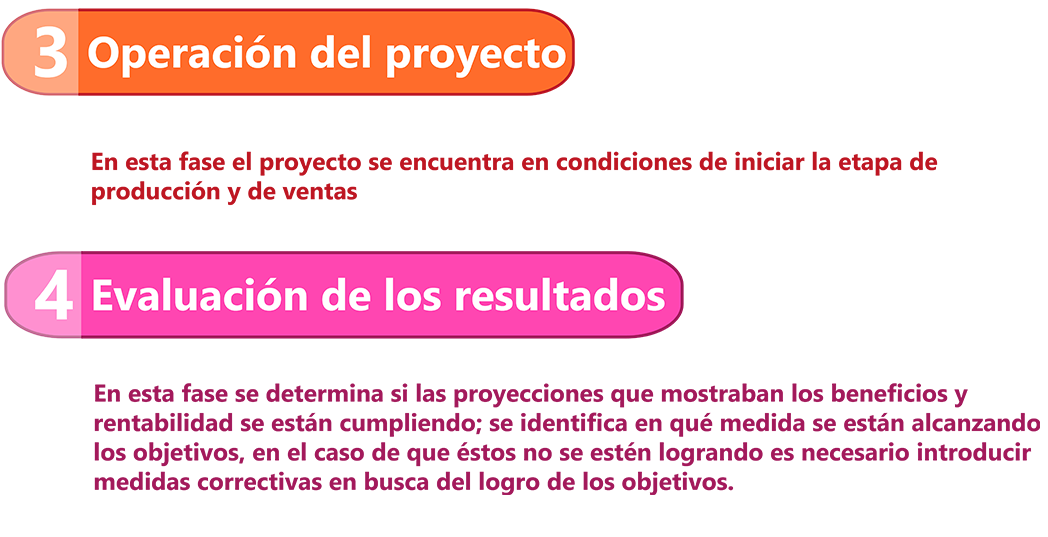 3 Operación del proyecto
En esta fase el proyecto se encuentra en condiciones de iniciar la etapa de
producción y de ventas
4 Evaluación de los resultados
En esta fase se determina si las proyecciones que mostraban los beneficios y
rentabilidad se están cumpliendo; se identifica en qué medida se están alcanzando
los objetivos, en el caso de que éstos no se estén logrando es necesario introducir
medidas correctivas en busca del logro de los objetivos.